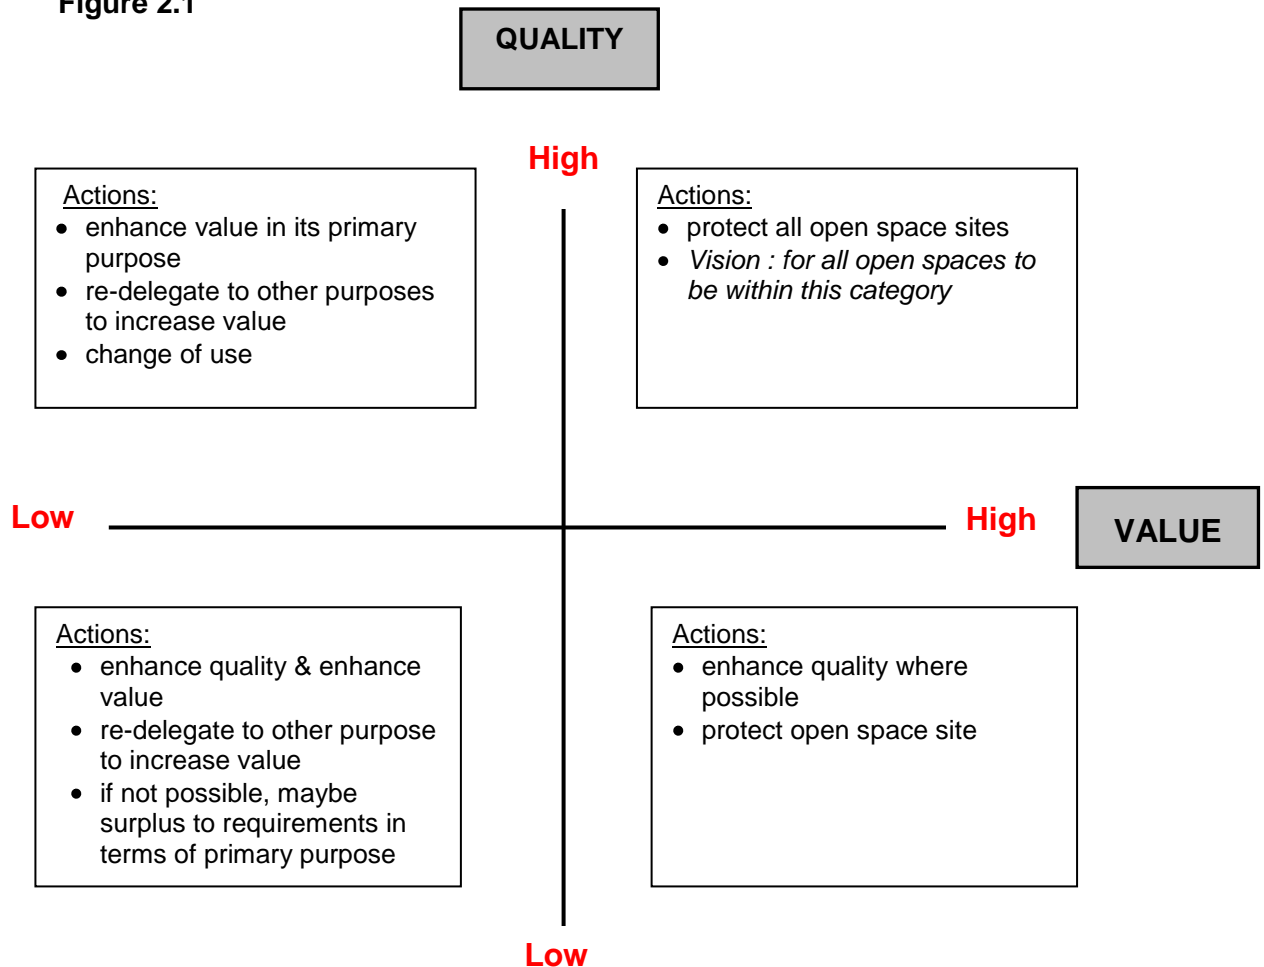 Figure 2.1
QUALITY
High
Actions:
• enhance value in its primary
purpose
• re-delegate to other purposes
to increase value
• change of use
Actions:
• protect all open space sites
• Vision : for all open spaces to
be within this category
Low
High
VALUE
Actions:
• enhance quality & enhance
value
• re-delegate to other purpose
to increase value
• if not possible, maybe
surplus to requirements in
terms of primary purpose
Actions:
• enhance quality where
possible
• protect open space site
Low